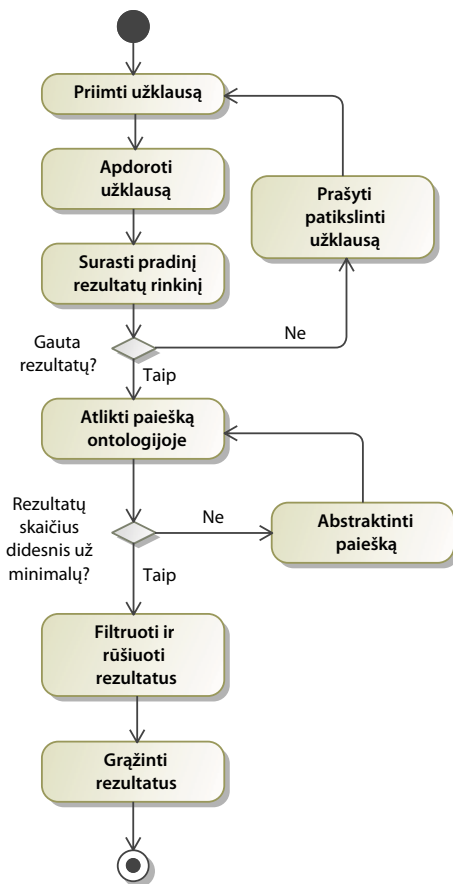 Priimti užklausą
Apdoroti
užklausą
Prašyti
patikslinti
užklausą
Surasti pradinį
rezultatų rinkinį
Gauta
rezultatų?
Ne
Taip
Atlikti paiešką
ontologijoje
Rezultatų
skaičius
didesnis už
minimalų?
Ne
Abstraktinti
paiešką
Taip
Filtruoti ir
rūšiuoti
rezultatus
Grąžinti
rezultatus